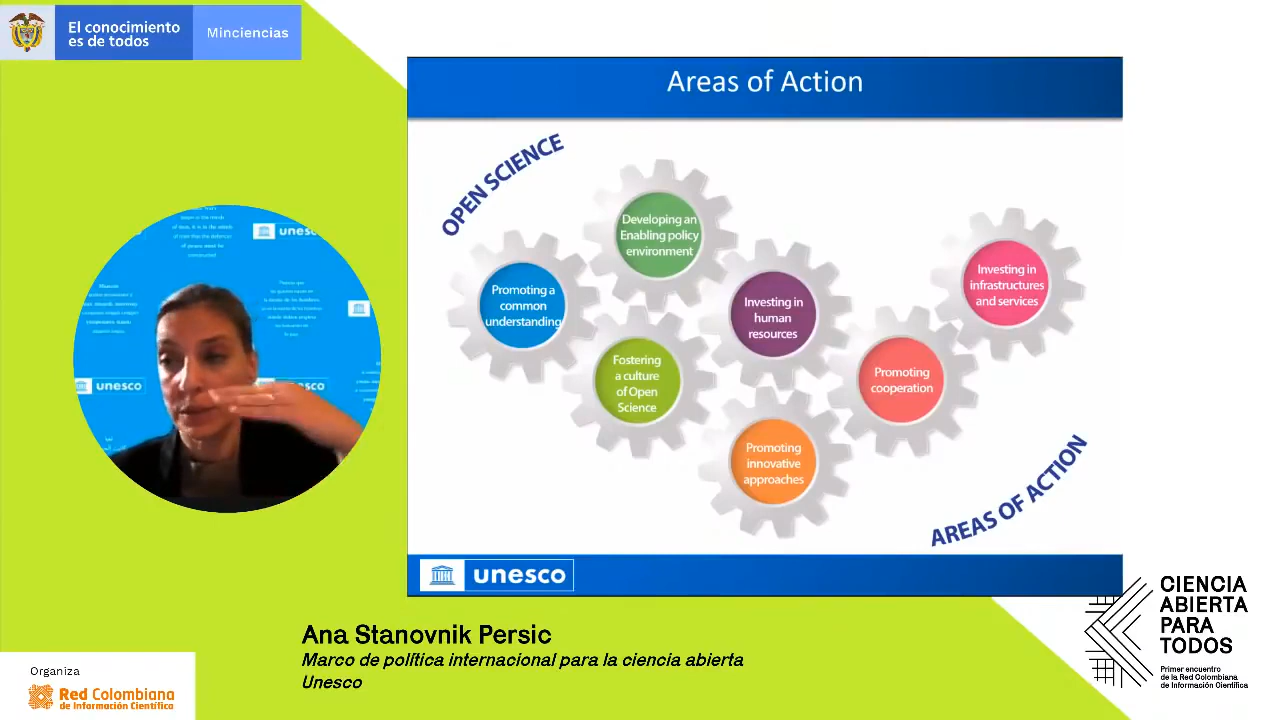 El conocimiento
es de todos
Minciencias
Areas of Action
OPEN SCIENCE
Developing an
Enabling policy
environment
Promoting a
common
understanding
Investing in
human
resources
Investing in
infrastructures
and services
Fostering
a culture
of Open
Science
Promoting
cooperation
Promoting
innovative
approaches
AREAS OF ACTION
unesco
unesco
unesco
unesco
Ana Stanovnik Persic
Marco de política internacional para la ciencia abierta
Unesco
Organiza
Red Colombiana
de Información Científica
CIENCIA
ABIERTA
PARA
TODOS
Primer encuentro
de la Red Colombiana
de Información Científica